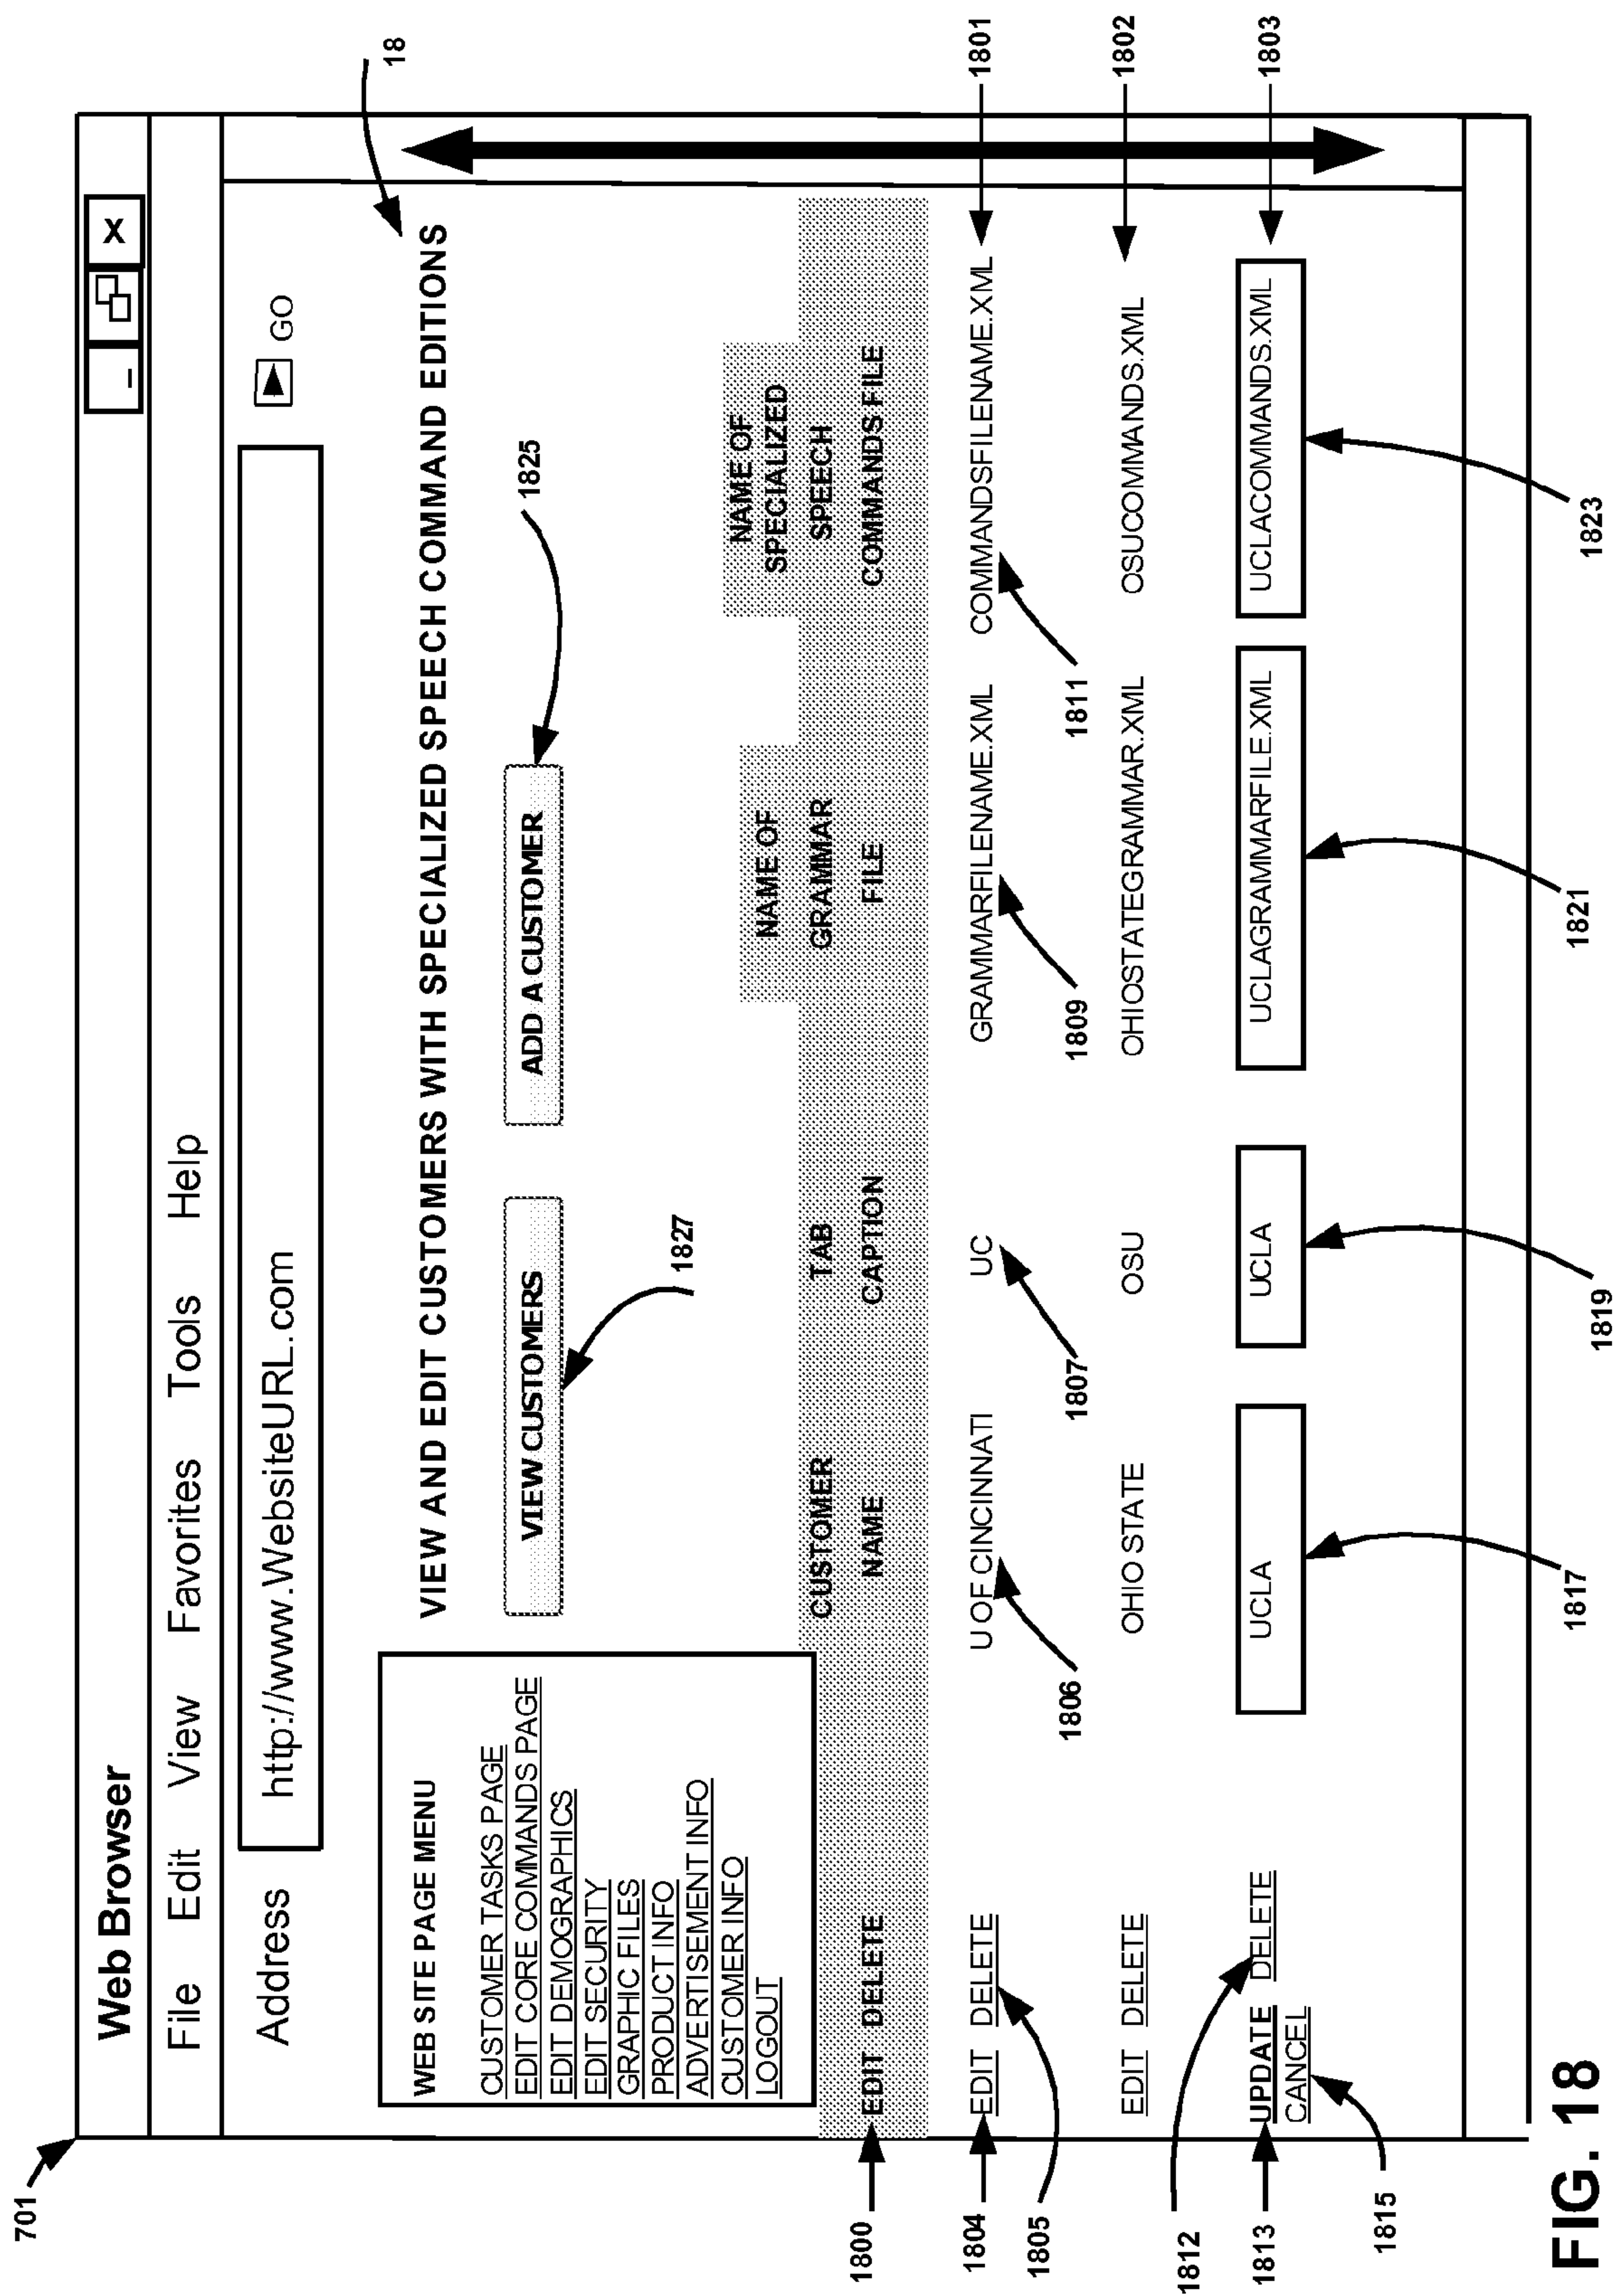 701
Web Browser
_ X
File Edit View Favorites Tools Help
Address http://www.WebsiteURL.com GO
18
WEB SITE PAGE MENU
CUSTOMER TASKS PAGE
EDIT CORE COMMANDS PAGE
EDIT DEMOGRAPHICS
EDIT SECURITY
GRAPHIC FILES
PRODUCT INFO
ADVERTISEMENT INFO
CUSTOMER INFO
LOGOUT
VIEW AND EDIT CUSTOMERS WITH SPECIALIZED SPEECH COMMAND EDITIONS
VIEW CUSTOMERS ADD A CUSTOMER
1825
1827
1800
EDIT DELETE
CUSTOMER
NAME
TAB
CAPTION
NAME OF
GRAMMAR
FILE
NAME OF
SPECIALIZED
SPEECH
COMMANDS FILE
1804 EDIT DELETE U OF CINCINNATI UC GRAMMARFILENAME.XML COMMANDSFILENAME.XML 1801
1805 1806 1807 1809 1811
EDIT DELETE OHIO STATE OSU OHIOSTATEGRAMMAR.XML OSUCOMMANDS.XML 1802
1812
1813 UPDATE DELETE UCLA UCLA UCLAGRAMMARFILE.XML UCLACOMMANDS.XML 1803
CANCEL
1815 1817 1819 1821 1823
FIG. 18